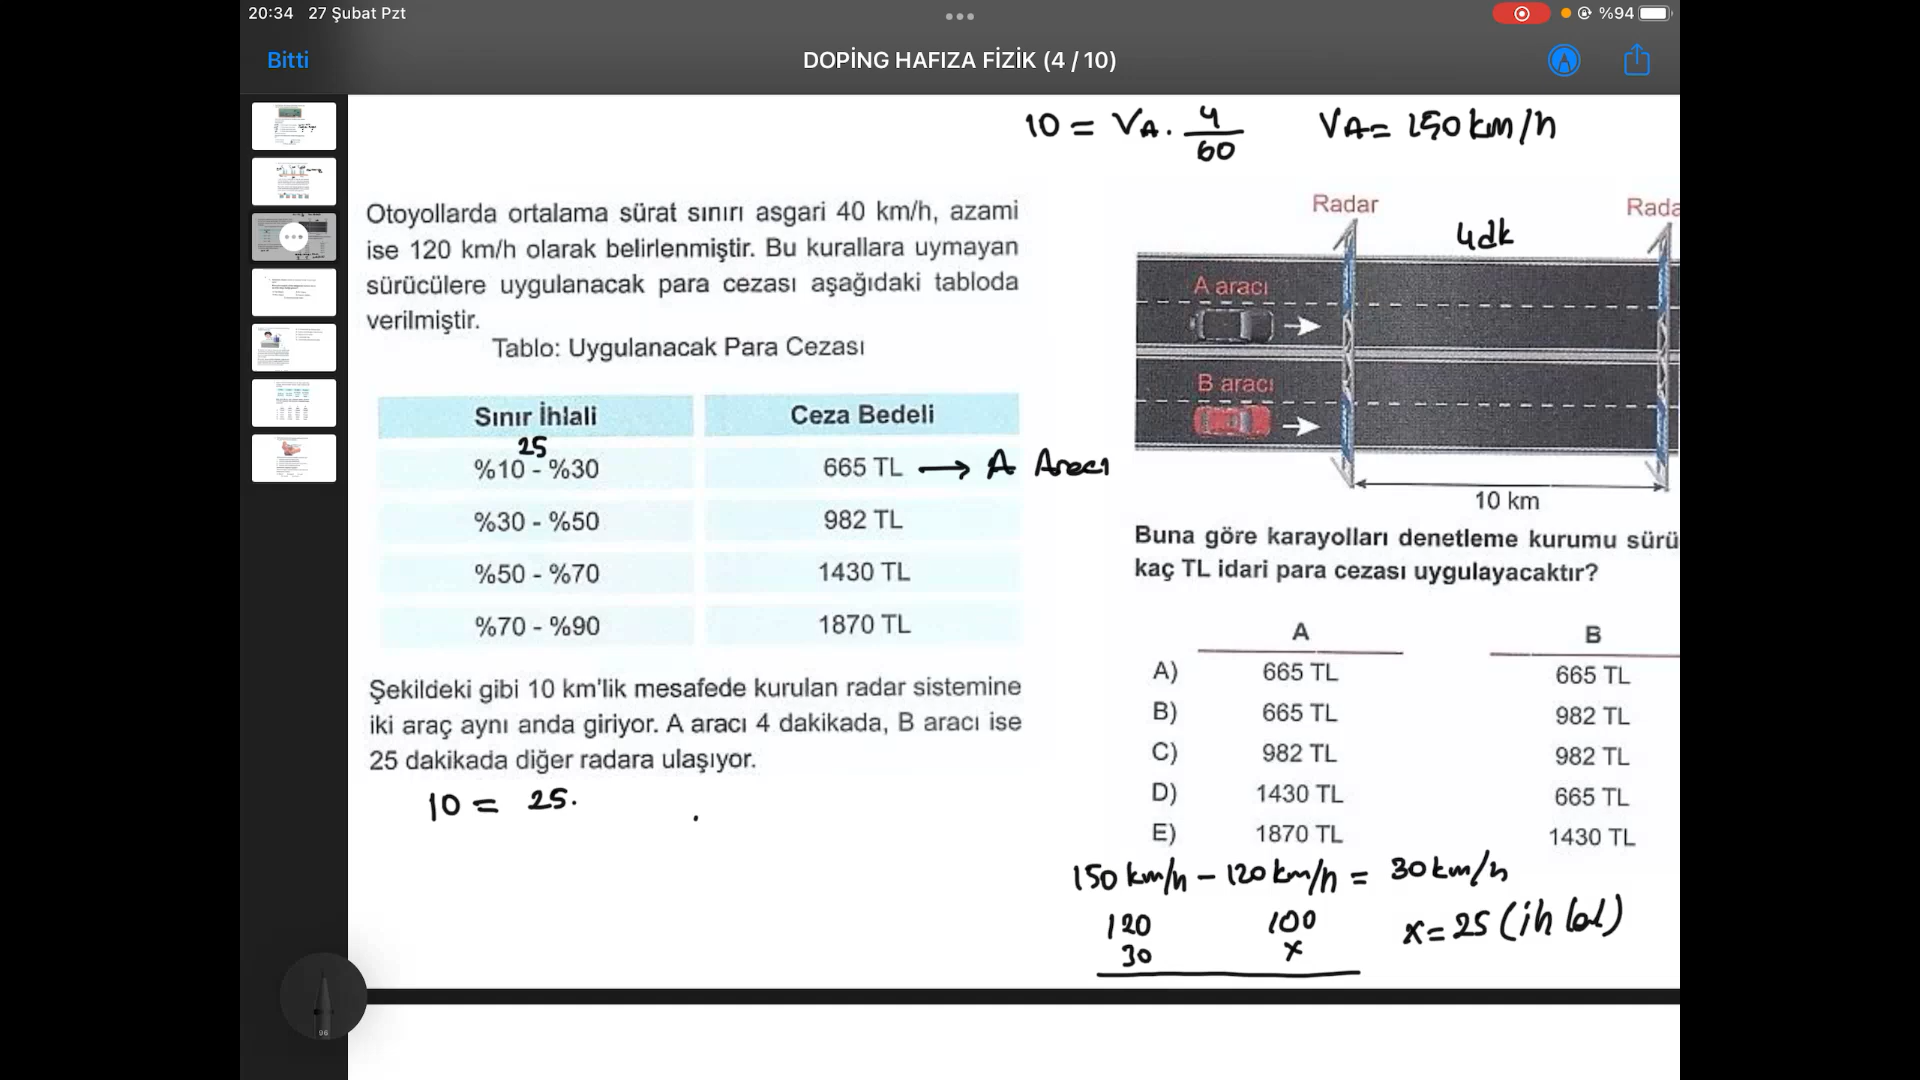 20:34 27 Şubat Pzt
%94
Bitti
DOPİNG HAFIZA FİZİK (4 / 10)
10 = VA . 4/60 VA = 150 km/h
Otoyollarda ortalama sürat sınırı asgari 40 km/h, azami
ise 120 km/h olarak belirlenmiştir. Bu kurallara uymayan
sürücülere uygulanacak para cezası aşağıdaki tabloda
verilmiştir.
Tablo: Uygulanacak Para Cezası
Sınır İhlali Ceza Bedeli
25
%10 - %30 665 TL → A Aracı
%30 - %50 982 TL
%50 - %70 1430 TL
%70 - %90 1870 TL
Şekildeki gibi 10 km'lik mesafede kurulan radar sistemine
iki araç aynı anda giriyor. A aracı 4 dakikada, B aracı ise
25 dakikada diğer radara ulaşıyor.
10 = 25.
Radar Rada
4dk
A aracı
B aracı
10 km
Buna göre karayolları denetleme kurumu sürü
kaç TL idari para cezası uygulayacaktır?
A B
A) 665 TL 665 TL
B) 665 TL 982 TL
C) 982 TL 982 TL
D) 1430 TL 665 TL
E) 1870 TL 1430 TL
150 km/h - 120 km/h = 30 km/h
120 100 x = 25 (ihlal)
30 x
96